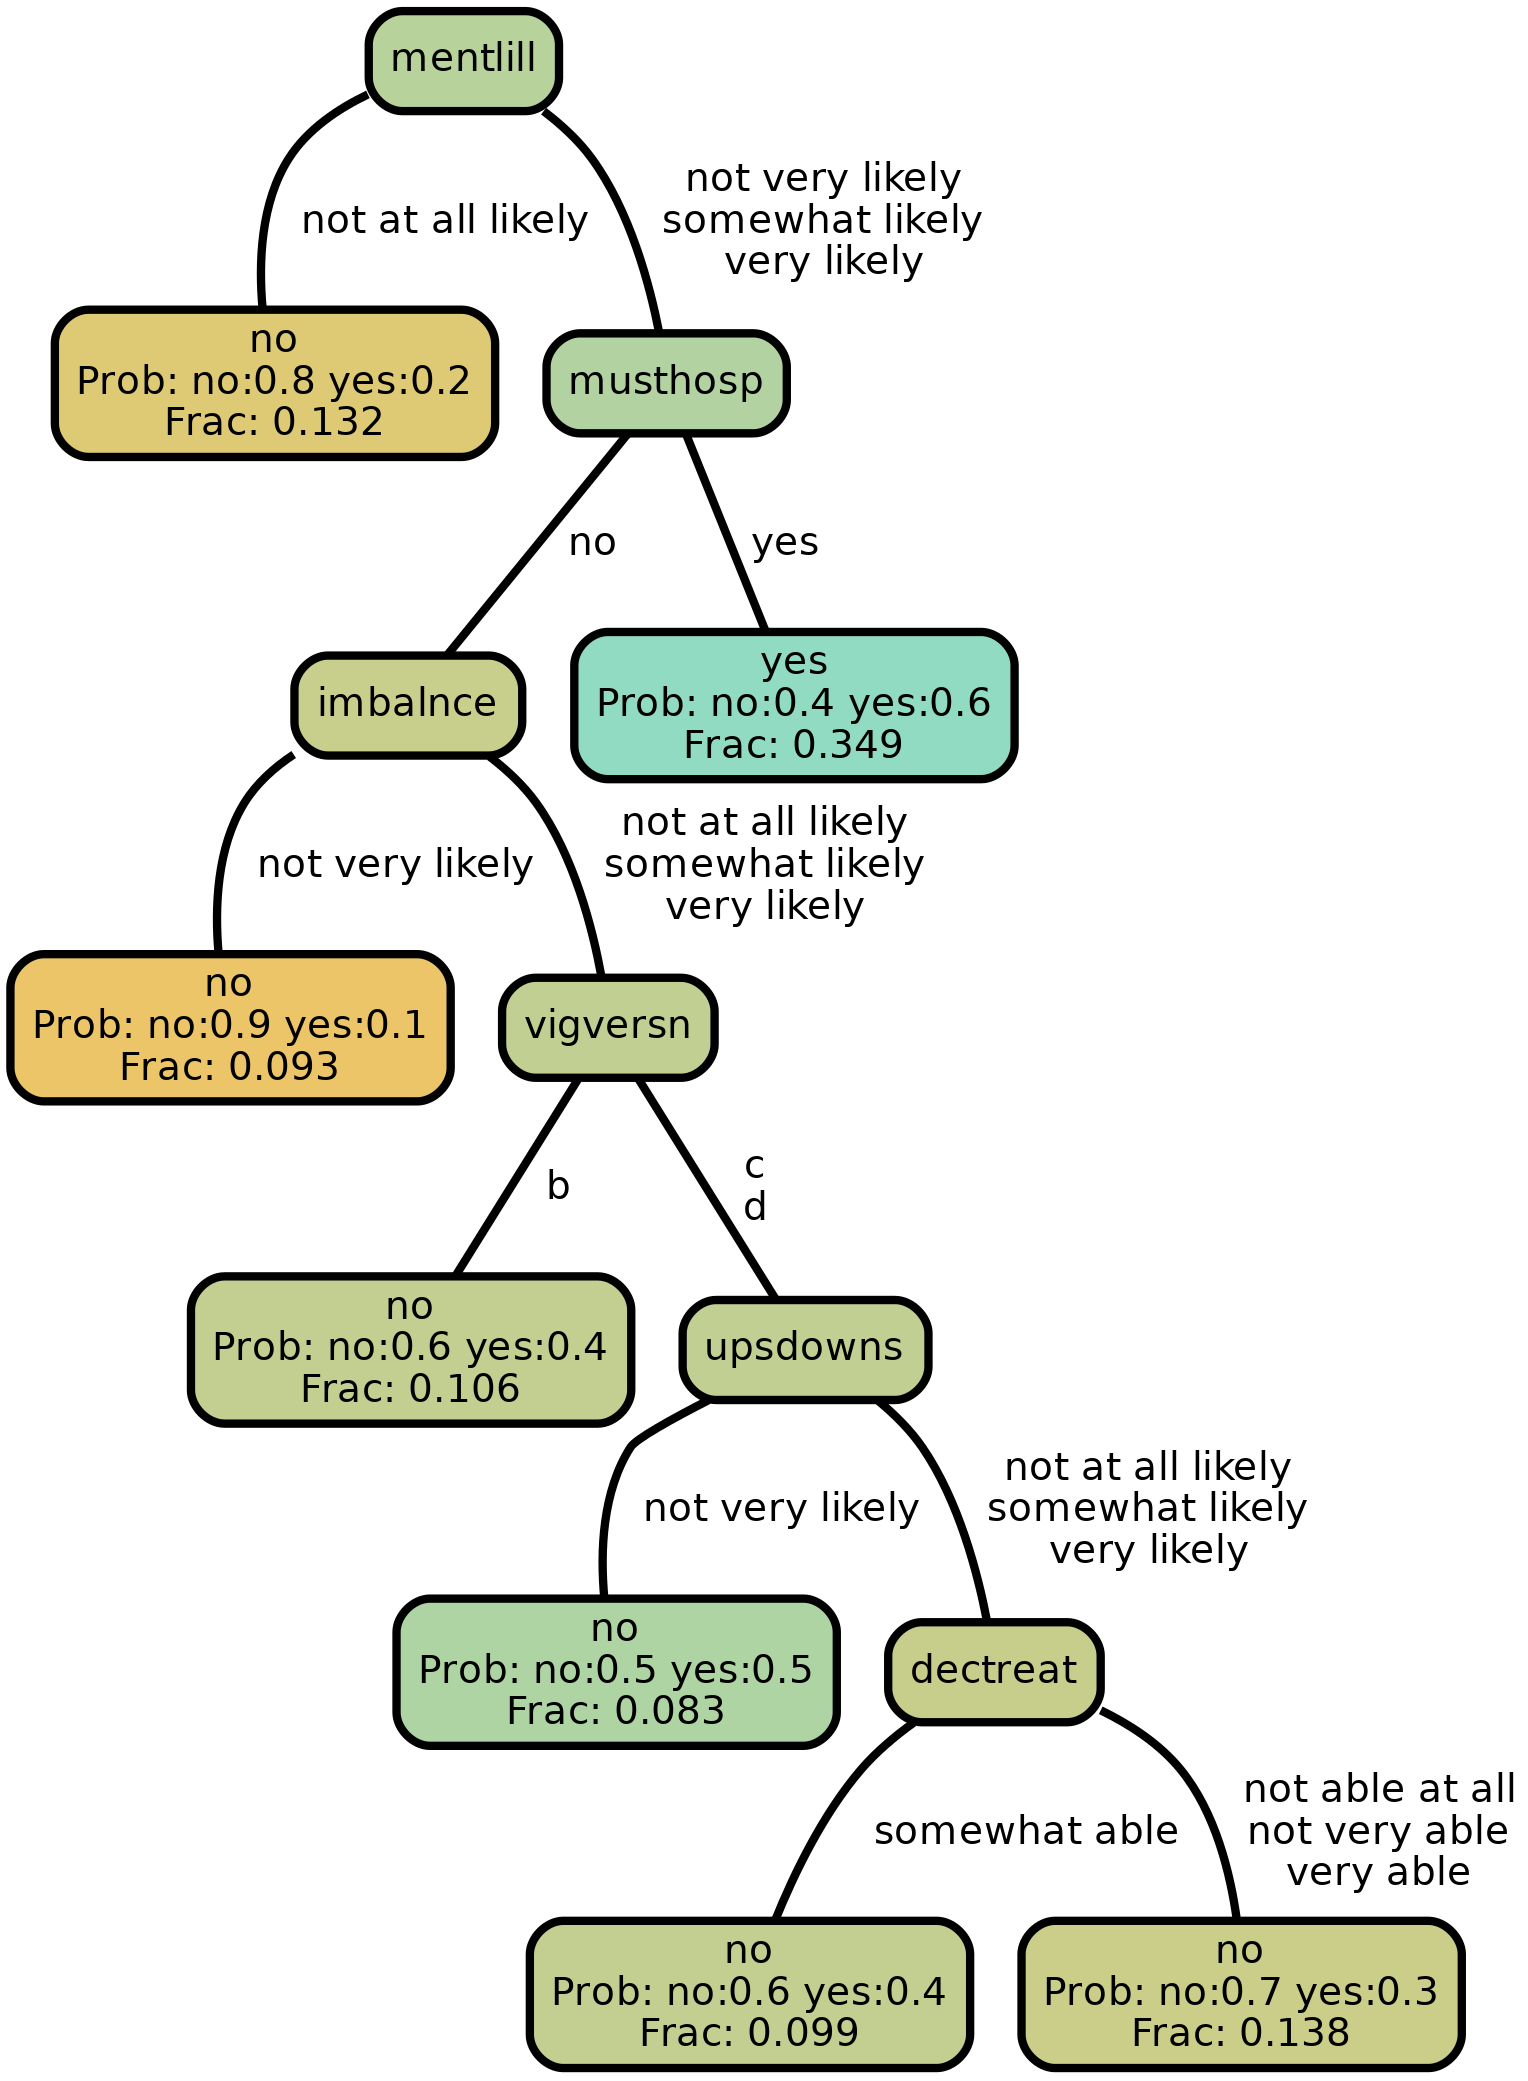 mentlill
not at all likely
not very likely
somewhat likely
very likely
no
Prob: no:0.8 yes:0.2
Frac: 0.132
musthosp
no
yes
imbalnce
yes
Prob: no:0.4 yes:0.6
Frac: 0.349
not very likely
not at all likely
somewhat likely
very likely
no
Prob: no:0.9 yes:0.1
Frac: 0.093
vigversn
b
c
d
no
Prob: no:0.6 yes:0.4
Frac: 0.106
upsdowns
not very likely
not at all likely
somewhat likely
very likely
no
Prob: no:0.5 yes:0.5
Frac: 0.083
dectreat
somewhat able
not able at all
not very able
very able
no
Prob: no:0.6 yes:0.4
Frac: 0.099
no
Prob: no:0.7 yes:0.3
Frac: 0.138